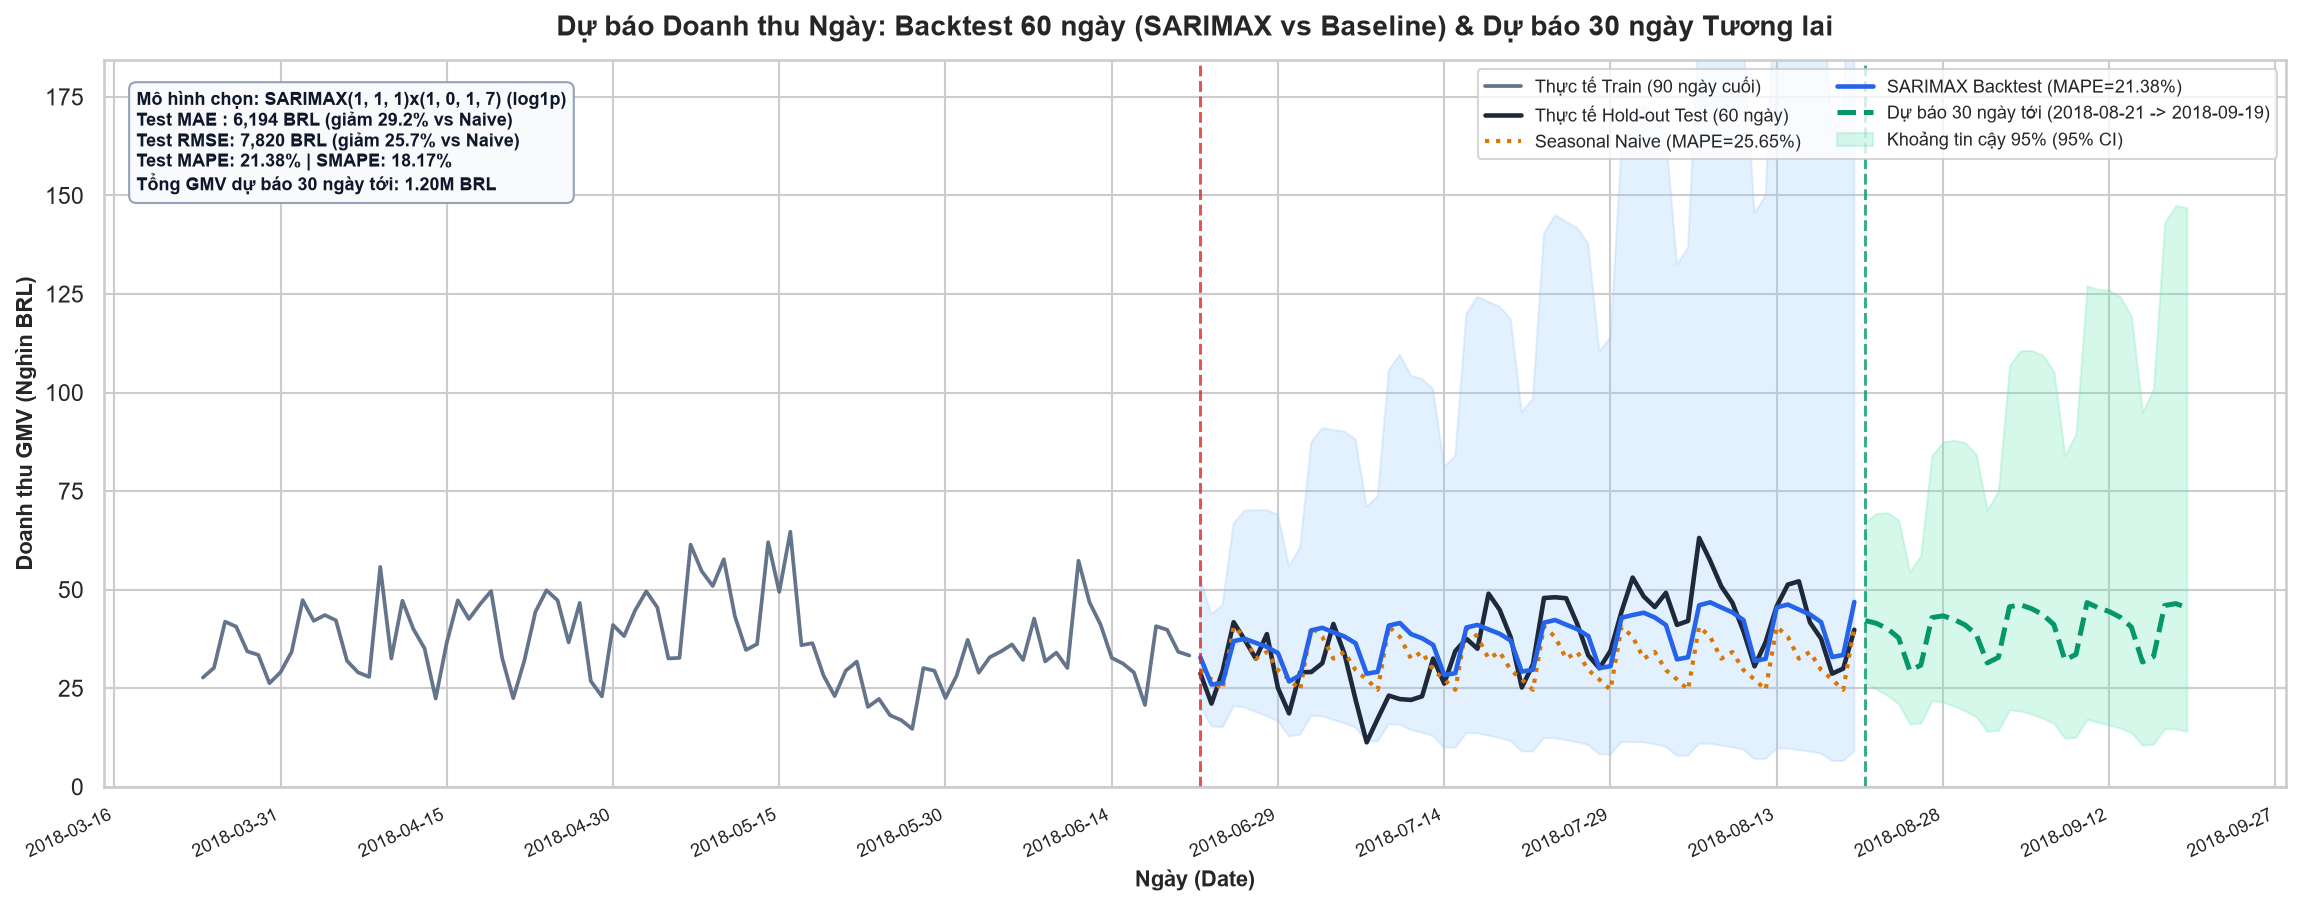 Dự báo Doanh thu Ngày: Backtest 60 ngày (SARIMAX vs Baseline) & Dự báo 30 ngày Tương lai
Mô hình chọn: SARIMAX(1, 1, 1)x(1, 0, 1, 7) (log1p)
Test MAE : 6,194 BRL (giảm 29.2% vs Naive)
Test RMSE: 7,820 BRL (giảm 25.7% vs Naive)
Test MAPE: 21.38% | SMAPE: 18.17%
Tổng GMV dự báo 30 ngày tới: 1.20M BRL
Thực tế Train (90 ngày cuối)
Thực tế Hold-out Test (60 ngày)
Seasonal Naive (MAPE=25.65%)
SARIMAX Backtest (MAPE=21.38%)
Dự báo 30 ngày tới (2018-08-21 -> 2018-09-19)
Khoảng tin cậy 95% (95% CI)
Doanh thu GMV (Nghìn BRL)
175
150
125
100
75
50
25
0
2018-03-16
2018-03-31
2018-04-15
2018-04-30
2018-05-15
2018-05-30
2018-06-14
2018-06-29
2018-07-14
2018-07-29
2018-08-13
2018-08-28
2018-09-12
2018-09-27
Ngày (Date)